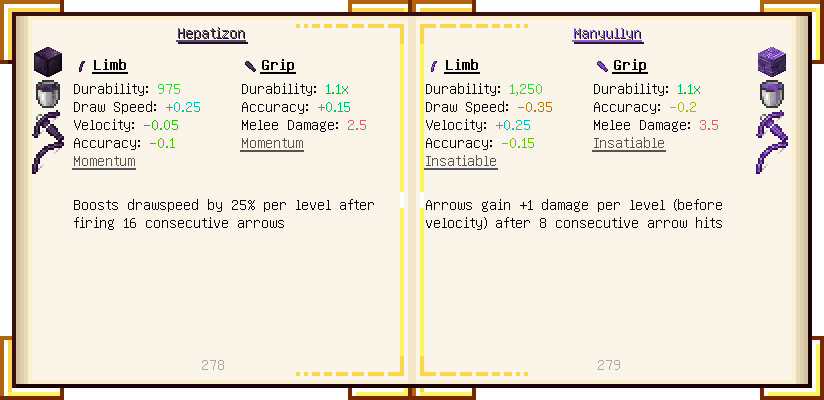 Hepatizon
Limb
Durability: 975
Draw Speed: +0.25
Velocity: -0.05
Accuracy: -0.1
Momentum
Grip
Durability: 1.1x
Accuracy: +0.15
Melee Damage: 2.5
Momentum
Boosts drawspeed by 25% per level after
firing 16 consecutive arrows
278
Manyullyn
Limb
Durability: 1,250
Draw Speed: -0.35
Velocity: +0.25
Accuracy: -0.15
Insatiable
Grip
Durability: 1.1x
Accuracy: -0.2
Melee Damage: 3.5
Insatiable
Arrows gain +1 damage per level (before
velocity) after 8 consecutive arrow hits
279